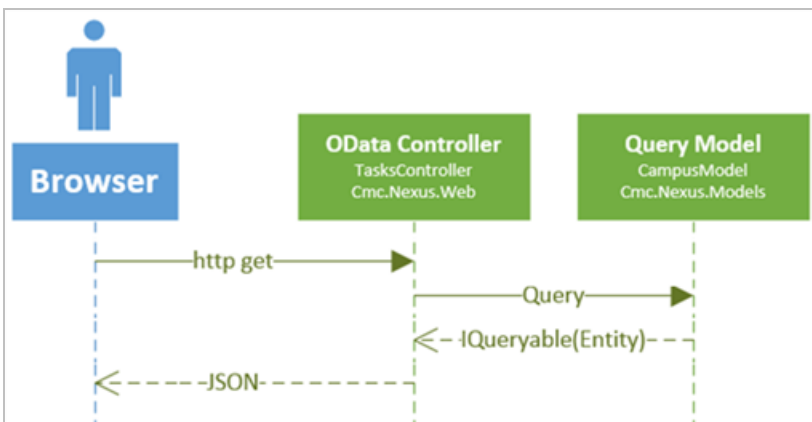 Browser
OData Controller
TasksController
Cmc.Nexus.Web
Query Model
CampusModel
Cmc.Nexus.Models
http get
Query
IQueryable(Entity)
JSON